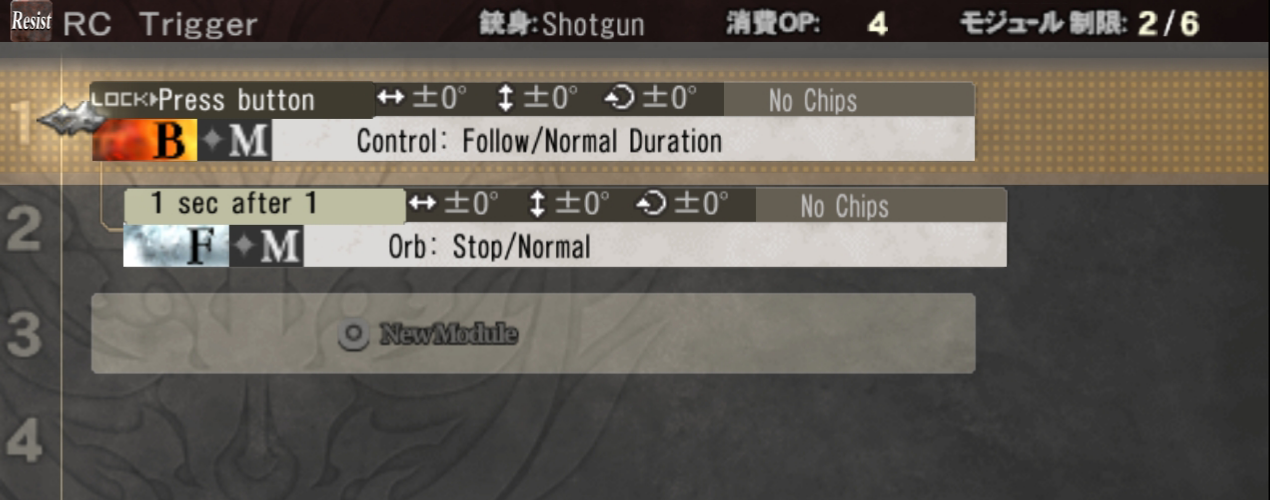 Resist RC Trigger 銃身:Shotgun 消費OP: 4 モジュール制限: 2/6
1 LOCK Press button ±0° ±0° ±0° No Chips
B M Control: Follow/Normal Duration
2 1 sec after 1 ±0° ±0° ±0° No Chips
F M Orb: Stop/Normal
3 NewModule
4